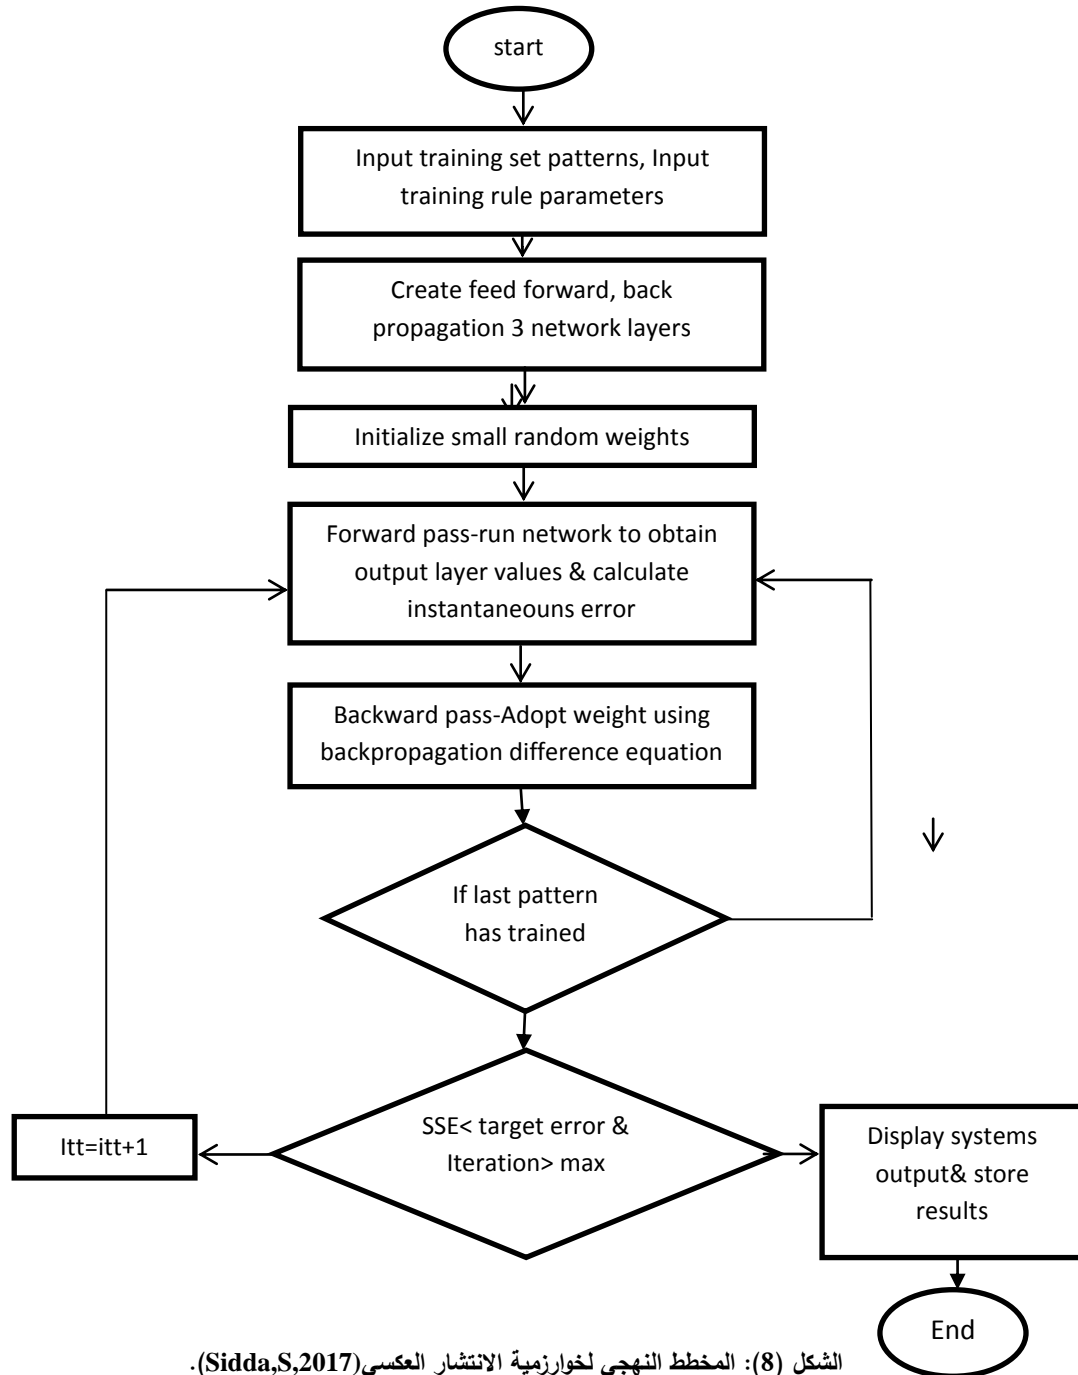 start
Input training set patterns, Input
training rule parameters
Create feed forward, back
propagation 3 network layers
Initialize small random weights
Forward pass-run network to obtain
output layer values & calculate
instantaneouns error
Backward pass-Adopt weight using
backpropagation difference equation
If last pattern
has trained
SSE< target error &
Iteration> max
Itt=itt+1
Display systems
output& store
results
End
الشكل (8): المخطط النهجي لخوارزمية الانتشار العكسي(Sidda,S,2017).